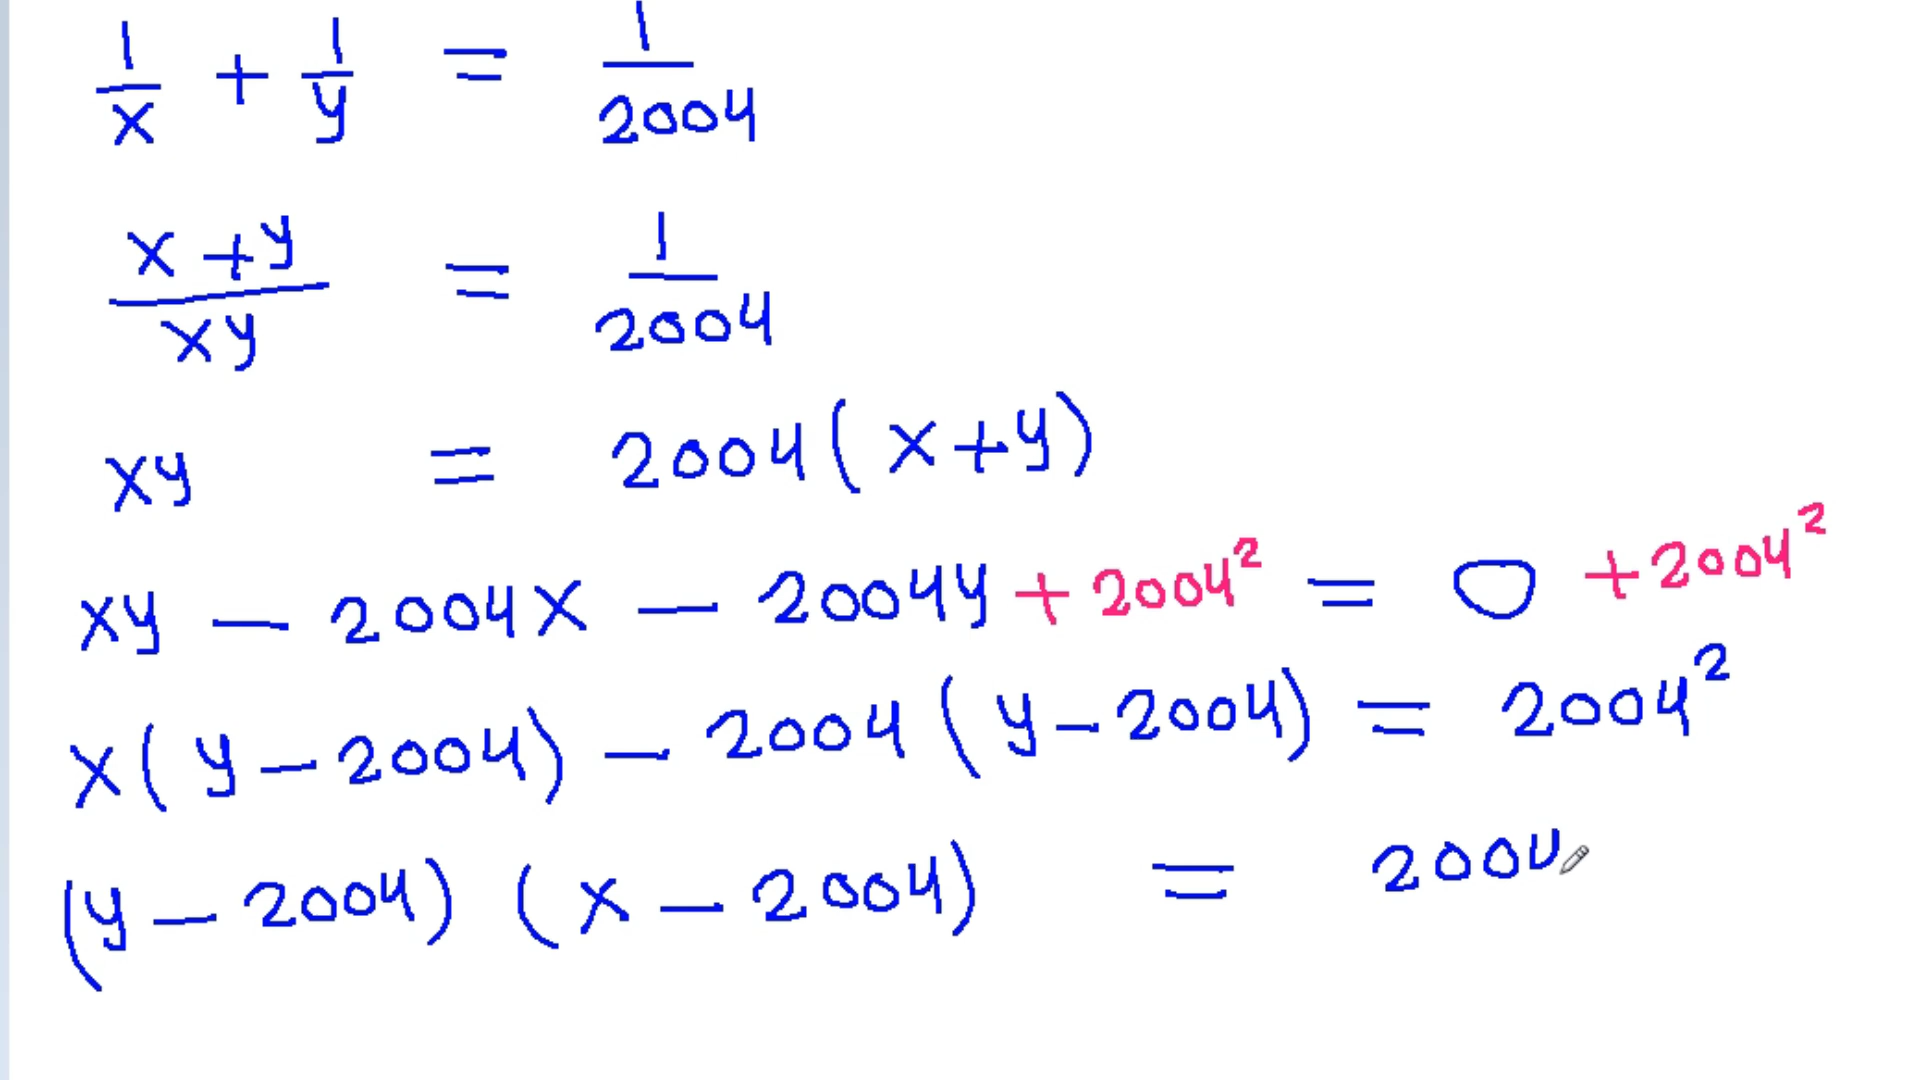 1/x + 1/y = 1/2004
x+y/xy = 1/2004
xy = 2004(x+y)
xy − 2004x − 2004y + 2004² = 0 + 2004²
x(y−2004) − 2004(y−2004) = 2004²
(y−2004)(x−2004) = 2004